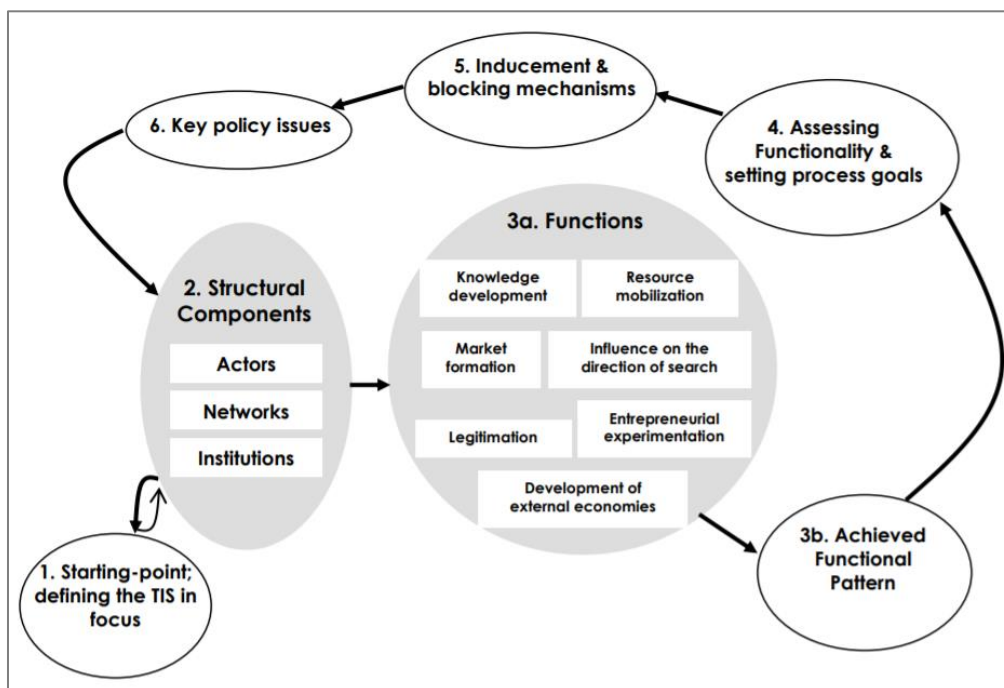 1. Starting-point;
defining the TIS in
focus
2. Structural
Components
Actors
Networks
Institutions
3a. Functions
Knowledge
development
Resource
mobilization
Market
formation
Influence on the
direction of search
Legitimation
Entrepreneurial
experimentation
Development of
external economies
3b. Achieved
Functional
Pattern
4. Assessing
Functionality &
setting process goals
5. Inducement &
blocking mechanisms
6. Key policy issues